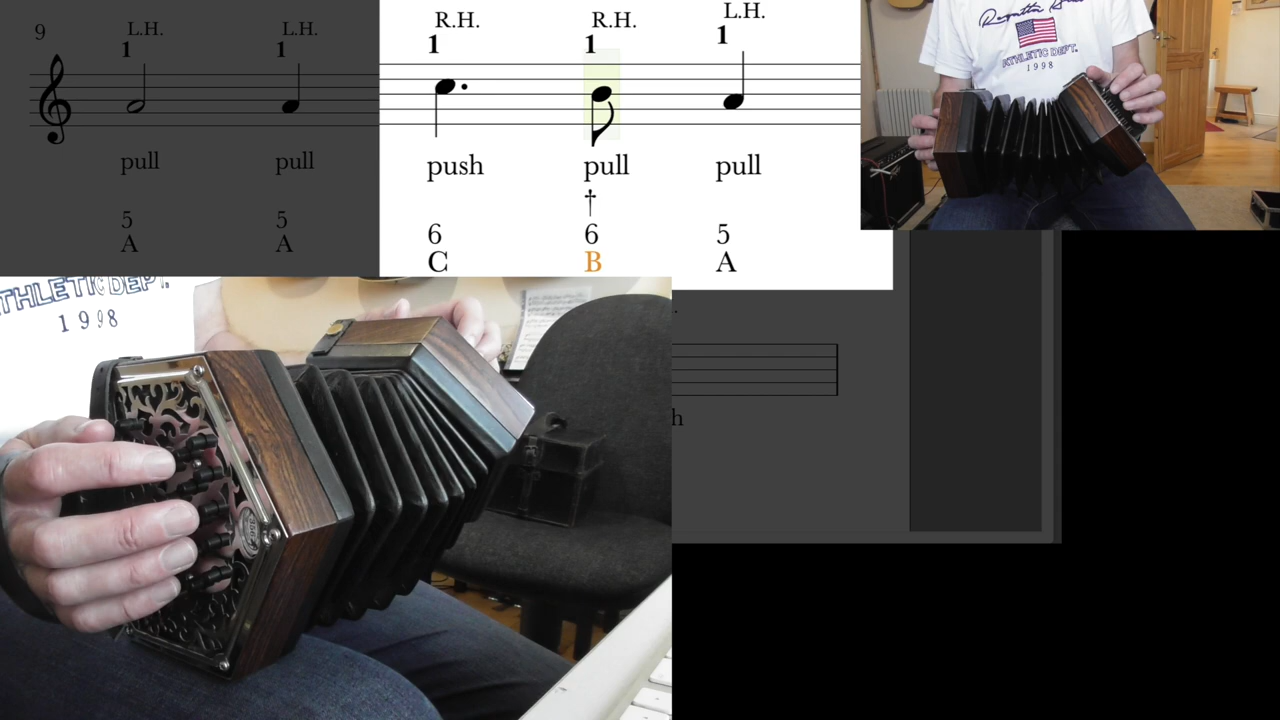 9
L.H. L.H. R.H. R.H. L.H.
1 1 1 1 1
pull pull push pull pull
†
5 5 6 6 5
A A C B A
ATHLETIC DEPT.
1998
THLETIC DEPT.
1998
h